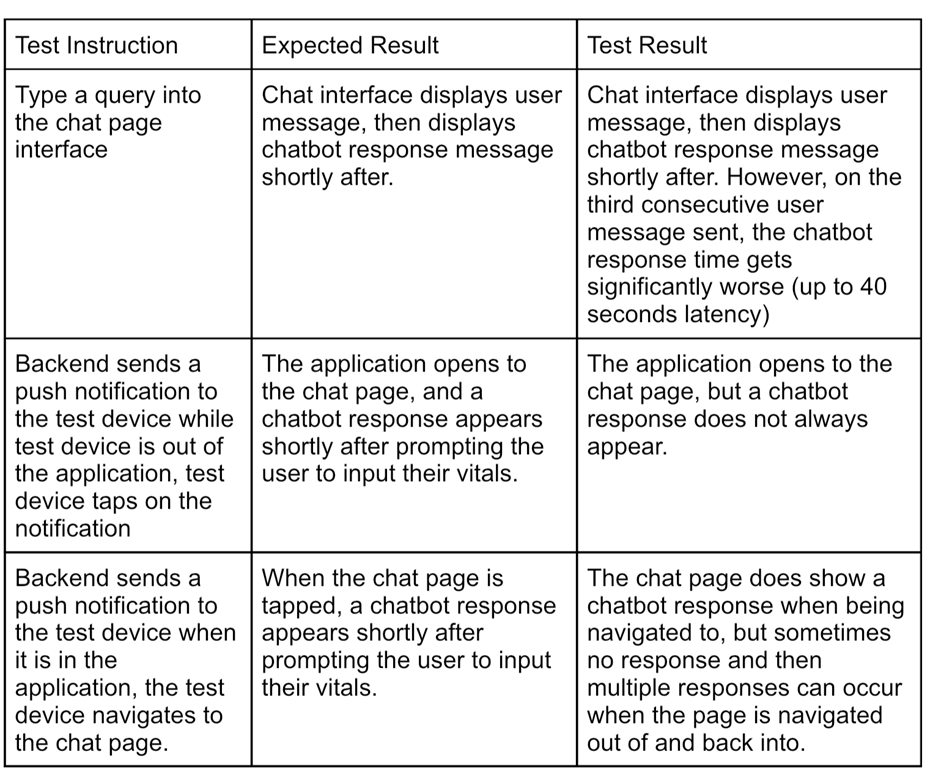 Test Instruction
Expected Result
Test Result
Type a query into
the chat page
interface
Chat interface displays user
message, then displays
chatbot response message
shortly after.
Chat interface displays user
message, then displays
chatbot response message
shortly after. However, on the
third consecutive user
message sent, the chatbot
response time gets
significantly worse (up to 40
seconds latency)
Backend sends a
push notification to
the test device while
test device is out of
the application, test
device taps on the
notification
The application opens to
the chat page, and a
chatbot response appears
shortly after prompting the
user to input their vitals.
The application opens to the
chat page, but a chatbot
response does not always
appear.
Backend sends a
push notification to
the test device when
it is in the
application, the test
device navigates to
the chat page.
When the chat page is
tapped, a chatbot response
appears shortly after
prompting the user to input
their vitals.
The chat page does show a
chatbot response when being
navigated to, but sometimes
no response and then
multiple responses can occur
when the page is navigated
out of and back into.